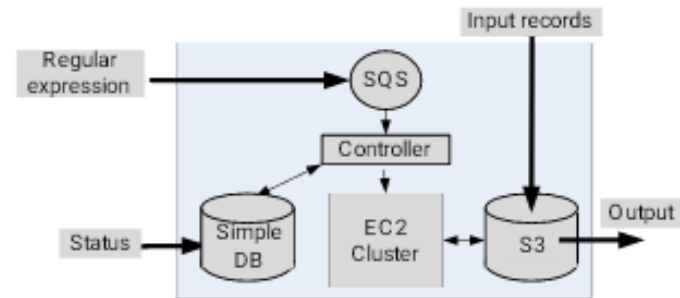 Input records
Regular
expression
SQS
Controller
Status
Simple
DB
EC2
Cluster
S3
Output